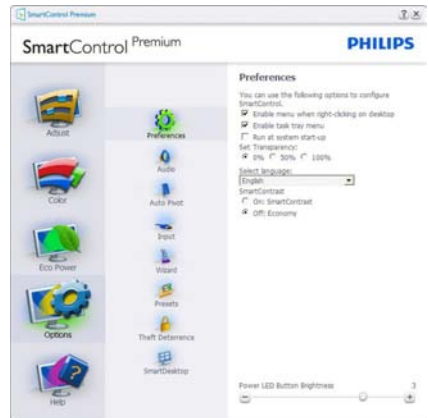 SmartControl Premium
SmartControl Premium
PHILIPS
Adjust
Color
Eco Power
Options
Help
Preferences
Audio
Auto Pivot
Input
Wizard
Presets
Theft Deterrence
SmartDesktop
Preferences
You can use the following options to configure
SmartControl.
Enable menu when right-clicking on desktop
Enable task tray menu
Run at system start-up
Set Transparency:
0% 50% 100%
Select language:
English
SmartContrast
On: SmartContrast
Off: Economy
Power LED Button Brightness 3